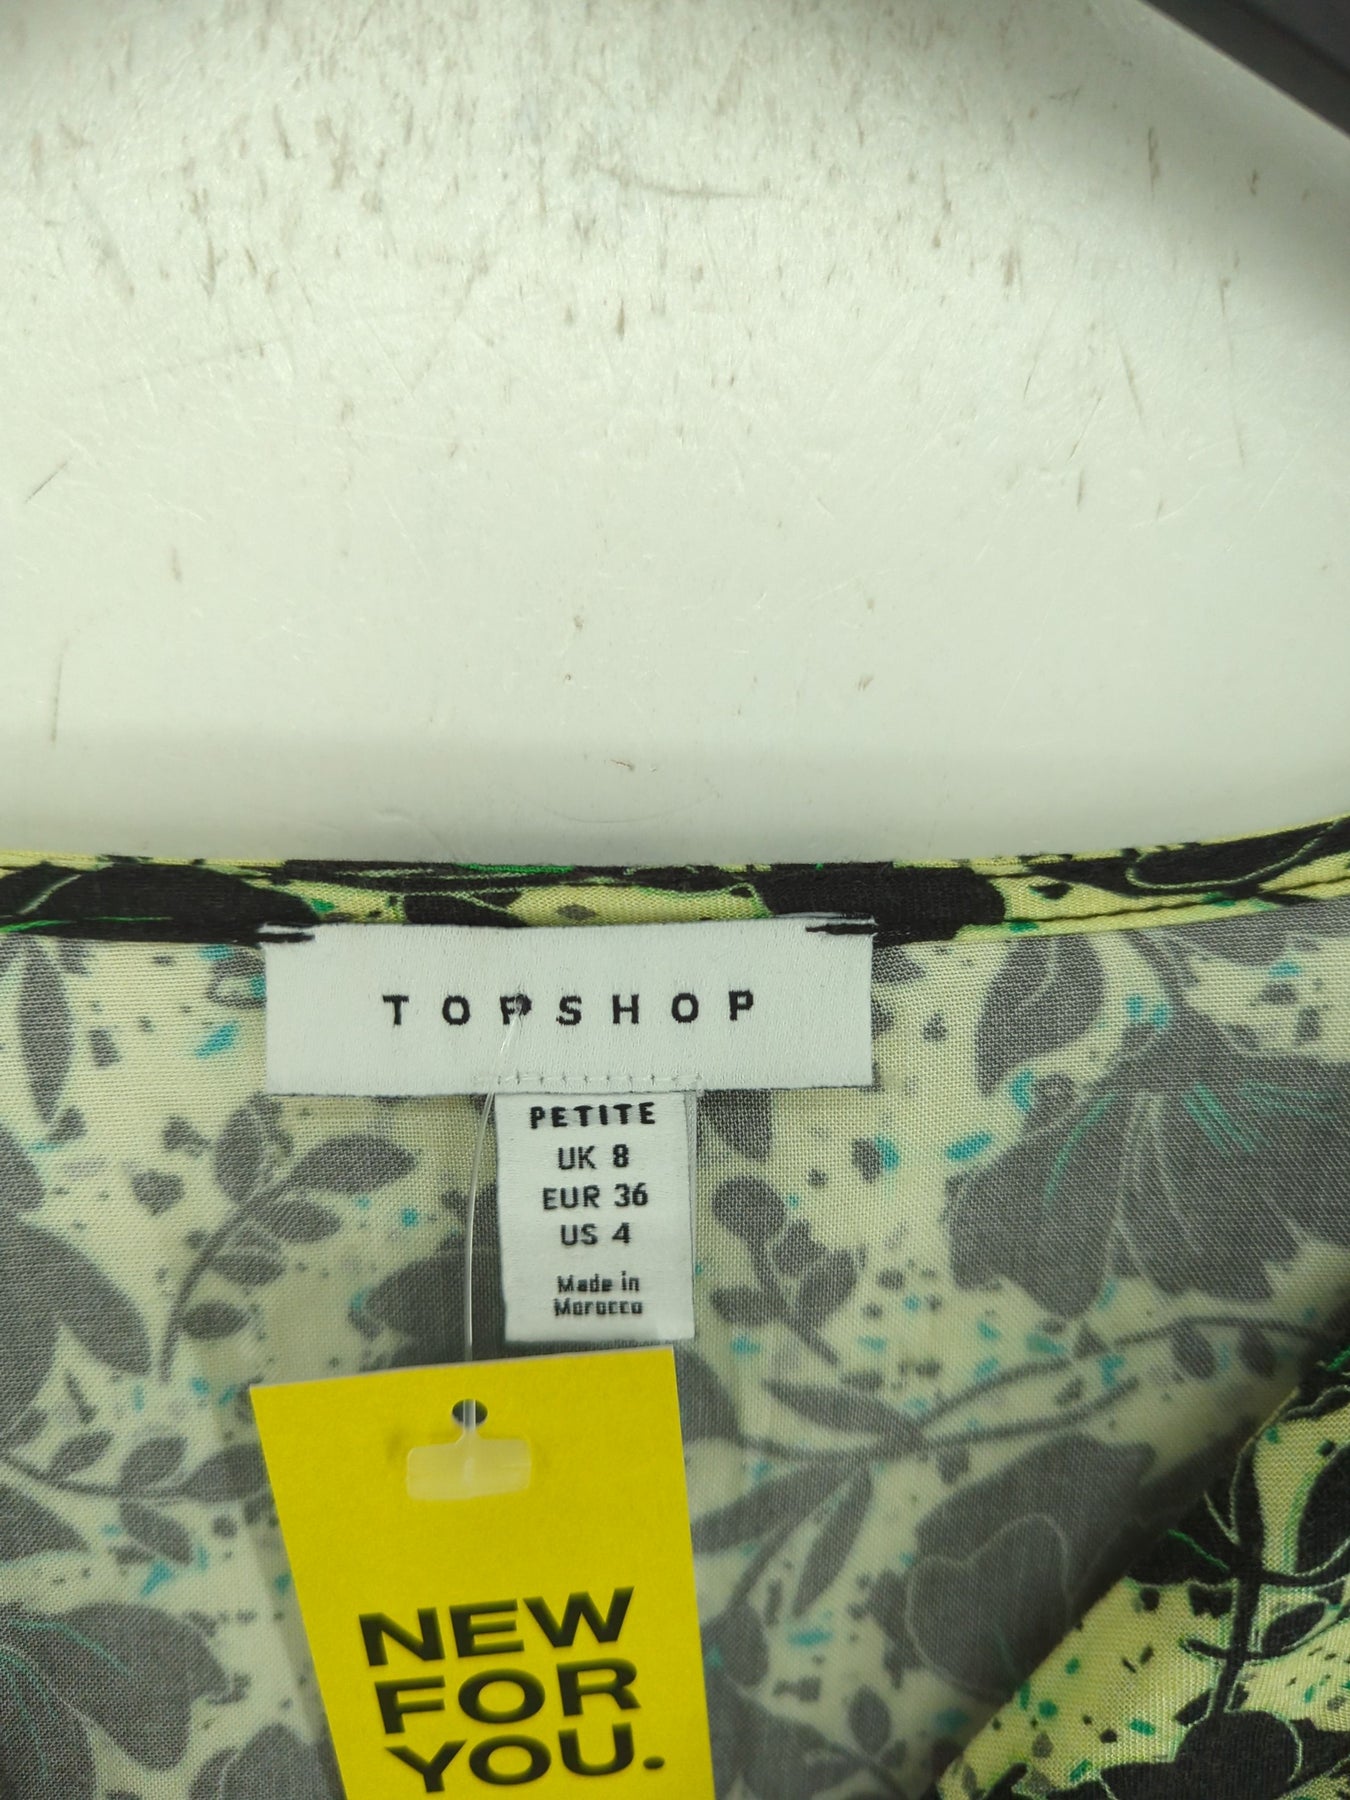 TOPSHOP
PETITE
UK 8
EUR 36
US 4
Made in
Morocco
NEW
FOR
YOU.